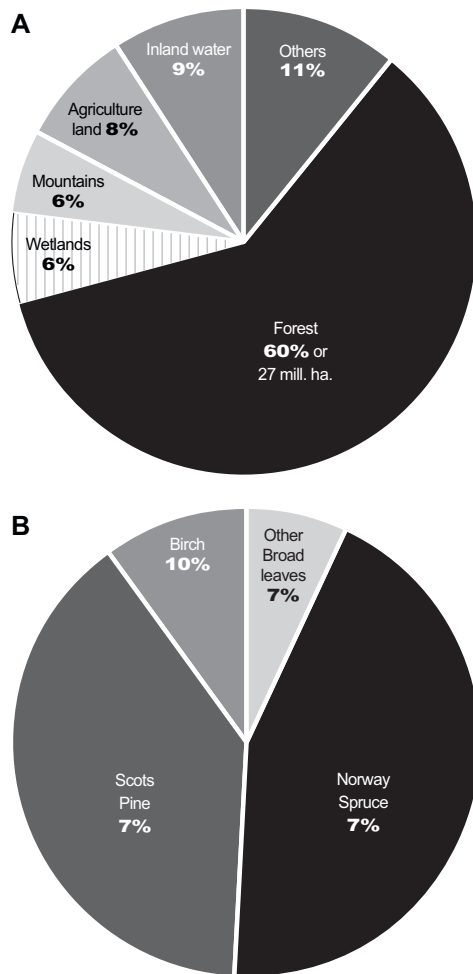 A
Inland water
9%
Others
11%
Agriculture
land 8%
Mountains
6%
Wetlands
6%
Forest
60% or
27 mill. ha.
B
Birch
10%
Other
Broad
leaves
7%
Scots
Pine
7%
Norway
Spruce
7%